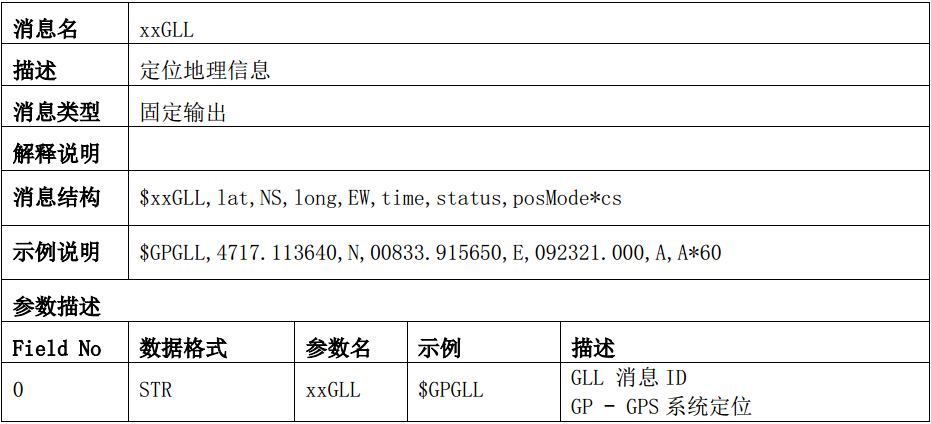 消息名 xxGLL
描述 定位地理信息
消息类型 固定输出
解释说明
消息结构 $xxGLL,lat,NS,long,EW,time,status,posMode*cs
示例说明 $GPGLL,4717.113640,N,00833.915650,E,092321.000,A,A*60
参数描述
Field No 数据格式 参数名 示例 描述
0 STR xxGLL $GPGLL GLL 消息 ID
GP - GPS 系统定位